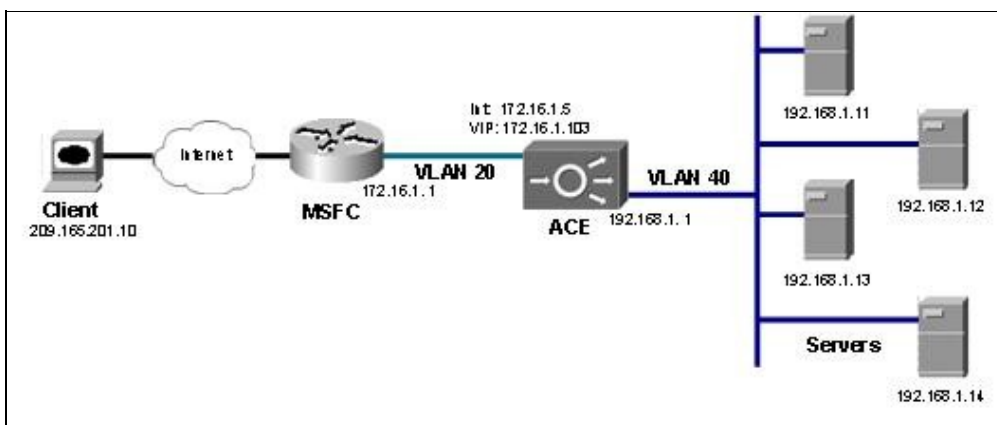 Client
209.165.201.10
Internet
MSFC
172.16.1.1
VLAN 20
Int: 172.16.1.5
VIP: 172.16.1.103
ACE
VLAN 40
192.168.1.1
192.168.1.11
192.168.1.12
192.168.1.13
Servers
192.168.1.14